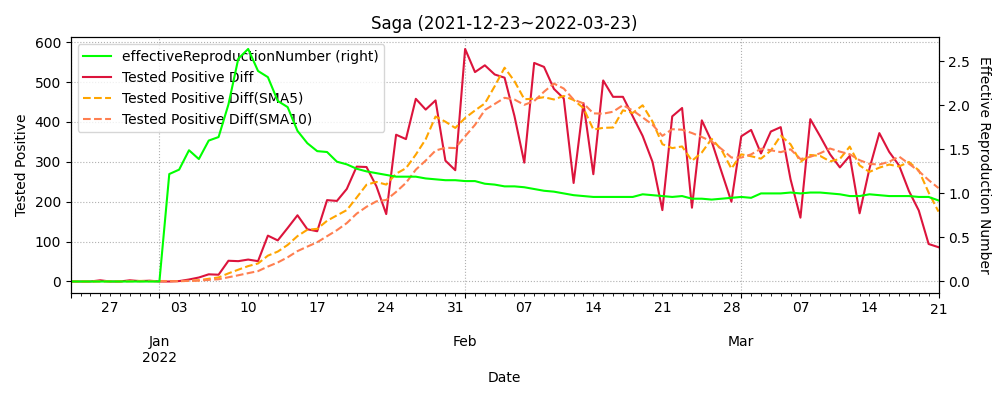 Saga (2021-12-23~2022-03-23)
effectiveReproductionNumber (right)
Tested Positive Diff
Tested Positive Diff(SMA5)
Tested Positive Diff(SMA10)
Tested Positive
600
500
400
300
200
100
0
Effective Reproduction Number
2.5
2.0
1.5
1.0
0.5
0.0
27 03 10 17 24 31 07 14 21 28 07 14 21
Jan Feb Mar
2022
Date